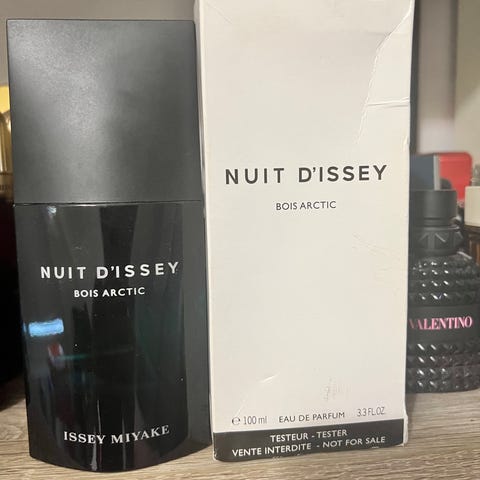 NUIT D'ISSEY
BOIS ARCTIC
ISSEY MIYAKE
NUIT D'ISSEY
BOIS ARCTIC
℮ 100 ml EAU DE PARFUM 3.3 FL.OZ.
TESTEUR - TESTER
VENTE INTERDITE - NOT FOR SALE
VALENTINO